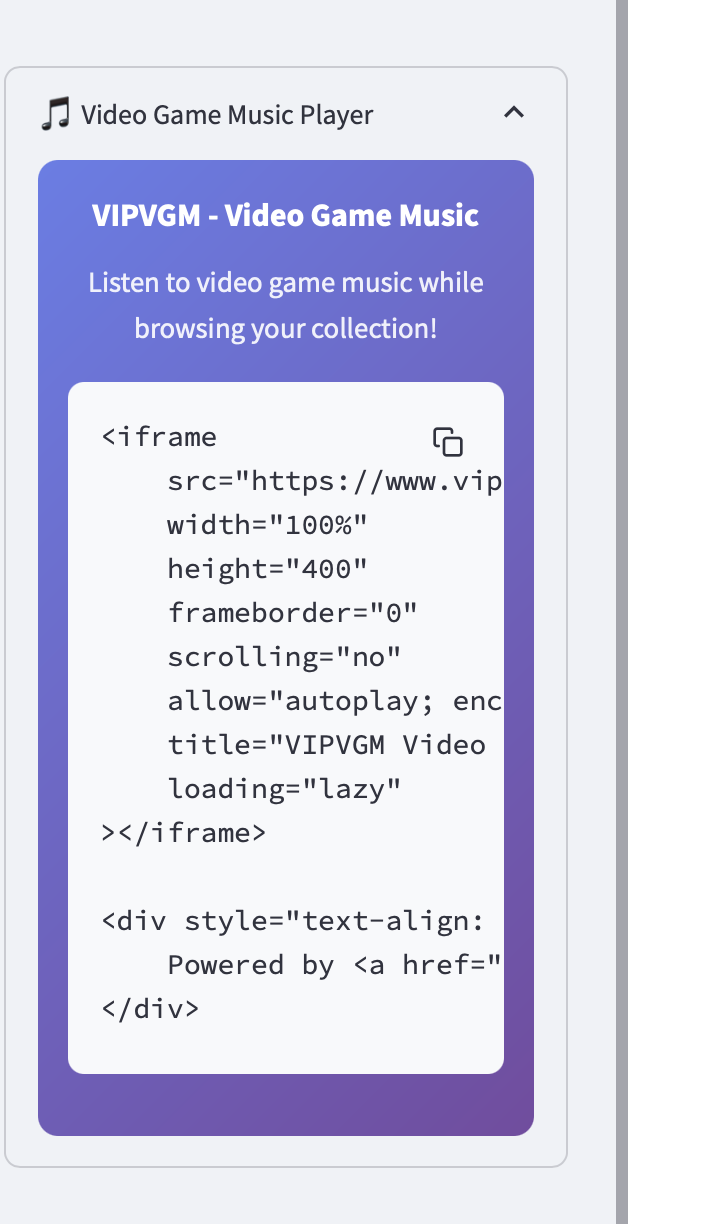 Video Game Music Player
VIPVGM - Video Game Music
Listen to video game music while
browsing your collection!
<iframe
    src="https://www.vip
    width="100%"
    height="400"
    frameborder="0"
    scrolling="no"
    allow="autoplay; enc
    title="VIPVGM Video
    loading="lazy"
></iframe>
<div style="text-align:
    Powered by <a href="
</div>